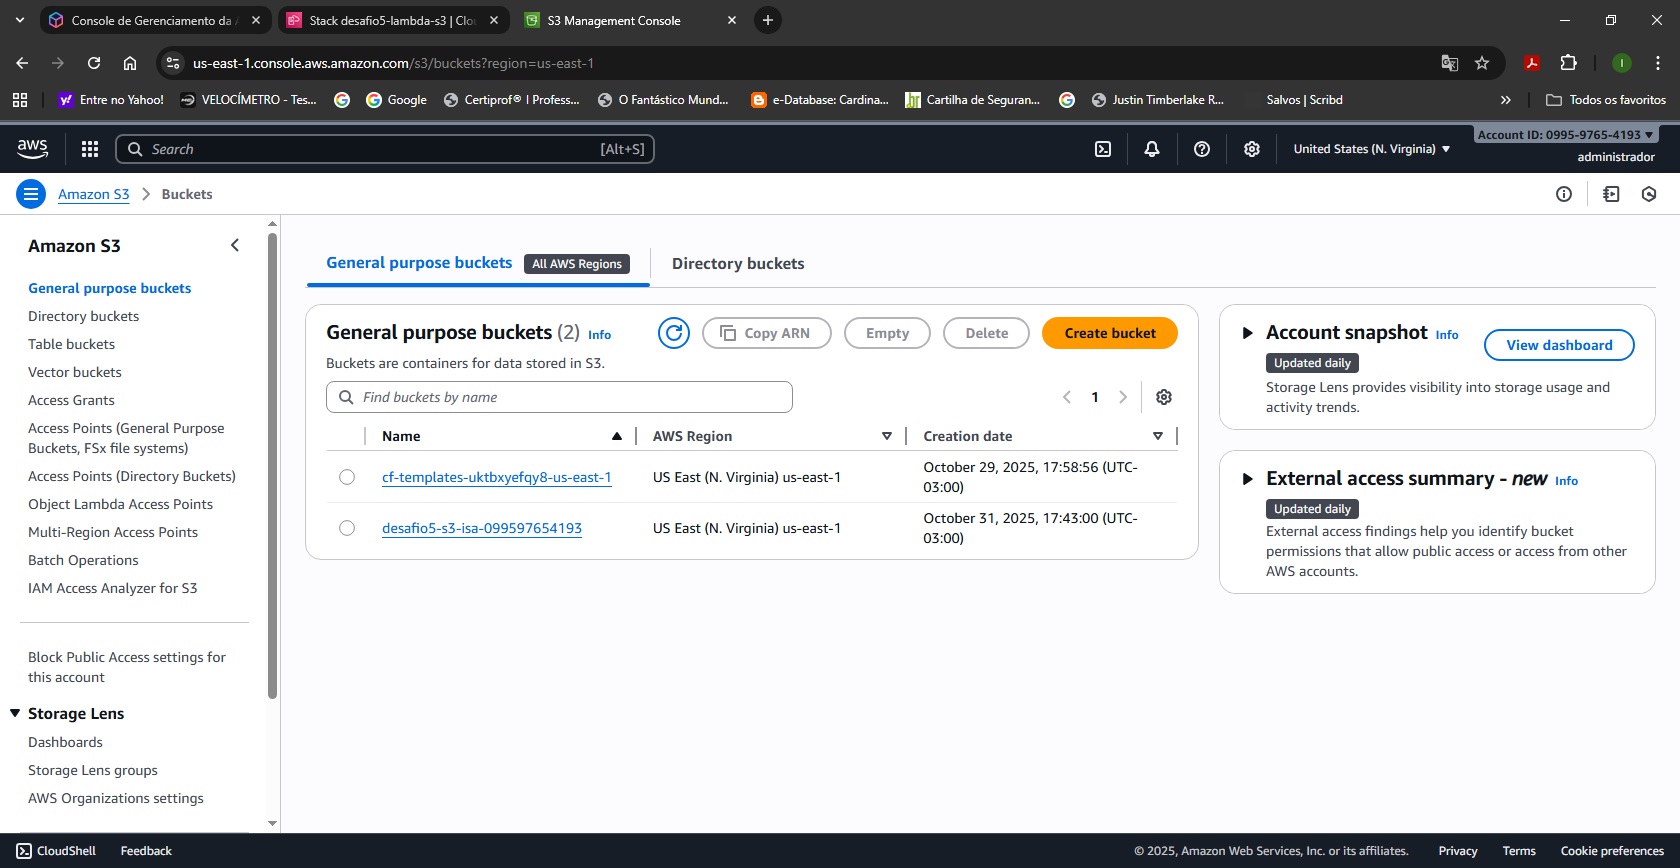 Console de Gerenciamento da
Stack desafio5-lambda-s3 | Clou
S3 Management Console
us-east-1.console.aws.amazon.com/s3/buckets?region=us-east-1
Entre no Yahoo!
VELOCÍMETRO - Tes...
Google
Certiprof® I Profess...
O Fantástico Mund...
e-Database: Cardina...
Cartilha de Seguran...
Justin Timberlake R...
Salvos | Scribd
Todos os favoritos
aws
Search
[Alt+S]
United States (N. Virginia)
Account ID: 0995-9765-4193
administrador
Amazon S3
Buckets
Amazon S3
General purpose buckets
Directory buckets
Table buckets
Vector buckets
Access Grants
Access Points (General Purpose
Buckets, FSx file systems)
Access Points (Directory Buckets)
Object Lambda Access Points
Multi-Region Access Points
Batch Operations
IAM Access Analyzer for S3
Block Public Access settings for
this account
Storage Lens
Dashboards
Storage Lens groups
AWS Organizations settings
General purpose buckets
All AWS Regions
Directory buckets
General purpose buckets (2) Info
Copy ARN
Empty
Delete
Create bucket
Buckets are containers for data stored in S3.
Find buckets by name
1
Name
AWS Region
Creation date
cf-templates-uktbxyefqy8-us-east-1
US East (N. Virginia) us-east-1
October 29, 2025, 17:58:56 (UTC-
03:00)
desafio5-s3-isa-099597654193
US East (N. Virginia) us-east-1
October 31, 2025, 17:43:00 (UTC-
03:00)
Account snapshot Info
View dashboard
Updated daily
Storage Lens provides visibility into storage usage and
activity trends.
External access summary - new Info
Updated daily
External access findings help you identify bucket
permissions that allow public access or access from other
AWS accounts.
CloudShell
Feedback
© 2025, Amazon Web Services, Inc. or its affiliates.
Privacy
Terms
Cookie preferences